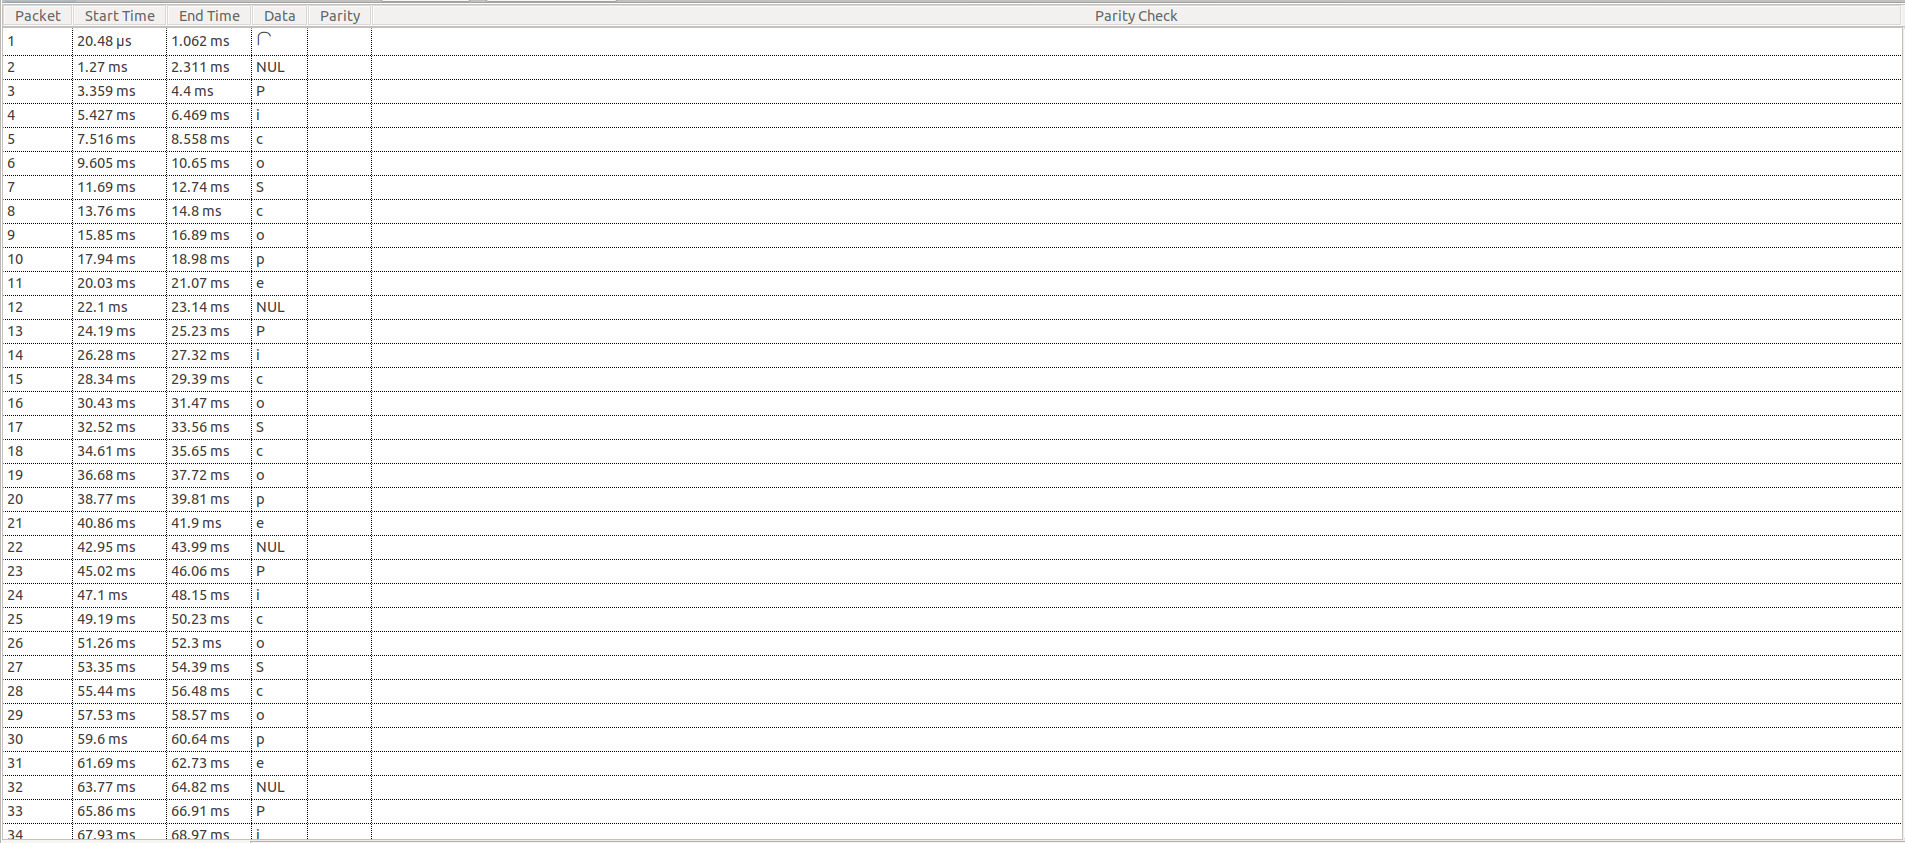 Packet Start Time End Time Data Parity Parity Check
1 20.48 µs 1.062 ms
2 1.27 ms 2.311 ms NUL
3 3.359 ms 4.4 ms P
4 5.427 ms 6.469 ms i
5 7.516 ms 8.558 ms c
6 9.605 ms 10.65 ms o
7 11.69 ms 12.74 ms S
8 13.76 ms 14.8 ms c
9 15.85 ms 16.89 ms o
10 17.94 ms 18.98 ms p
11 20.03 ms 21.07 ms e
12 22.1 ms 23.14 ms NUL
13 24.19 ms 25.23 ms P
14 26.28 ms 27.32 ms i
15 28.34 ms 29.39 ms c
16 30.43 ms 31.47 ms o
17 32.52 ms 33.56 ms S
18 34.61 ms 35.65 ms c
19 36.68 ms 37.72 ms o
20 38.77 ms 39.81 ms p
21 40.86 ms 41.9 ms e
22 42.95 ms 43.99 ms NUL
23 45.02 ms 46.06 ms P
24 47.1 ms 48.15 ms i
25 49.19 ms 50.23 ms c
26 51.26 ms 52.3 ms o
27 53.35 ms 54.39 ms S
28 55.44 ms 56.48 ms c
29 57.53 ms 58.57 ms o
30 59.6 ms 60.64 ms p
31 61.69 ms 62.73 ms e
32 63.77 ms 64.82 ms NUL
33 65.86 ms 66.91 ms P
34 67.93 ms 68.97 ms i